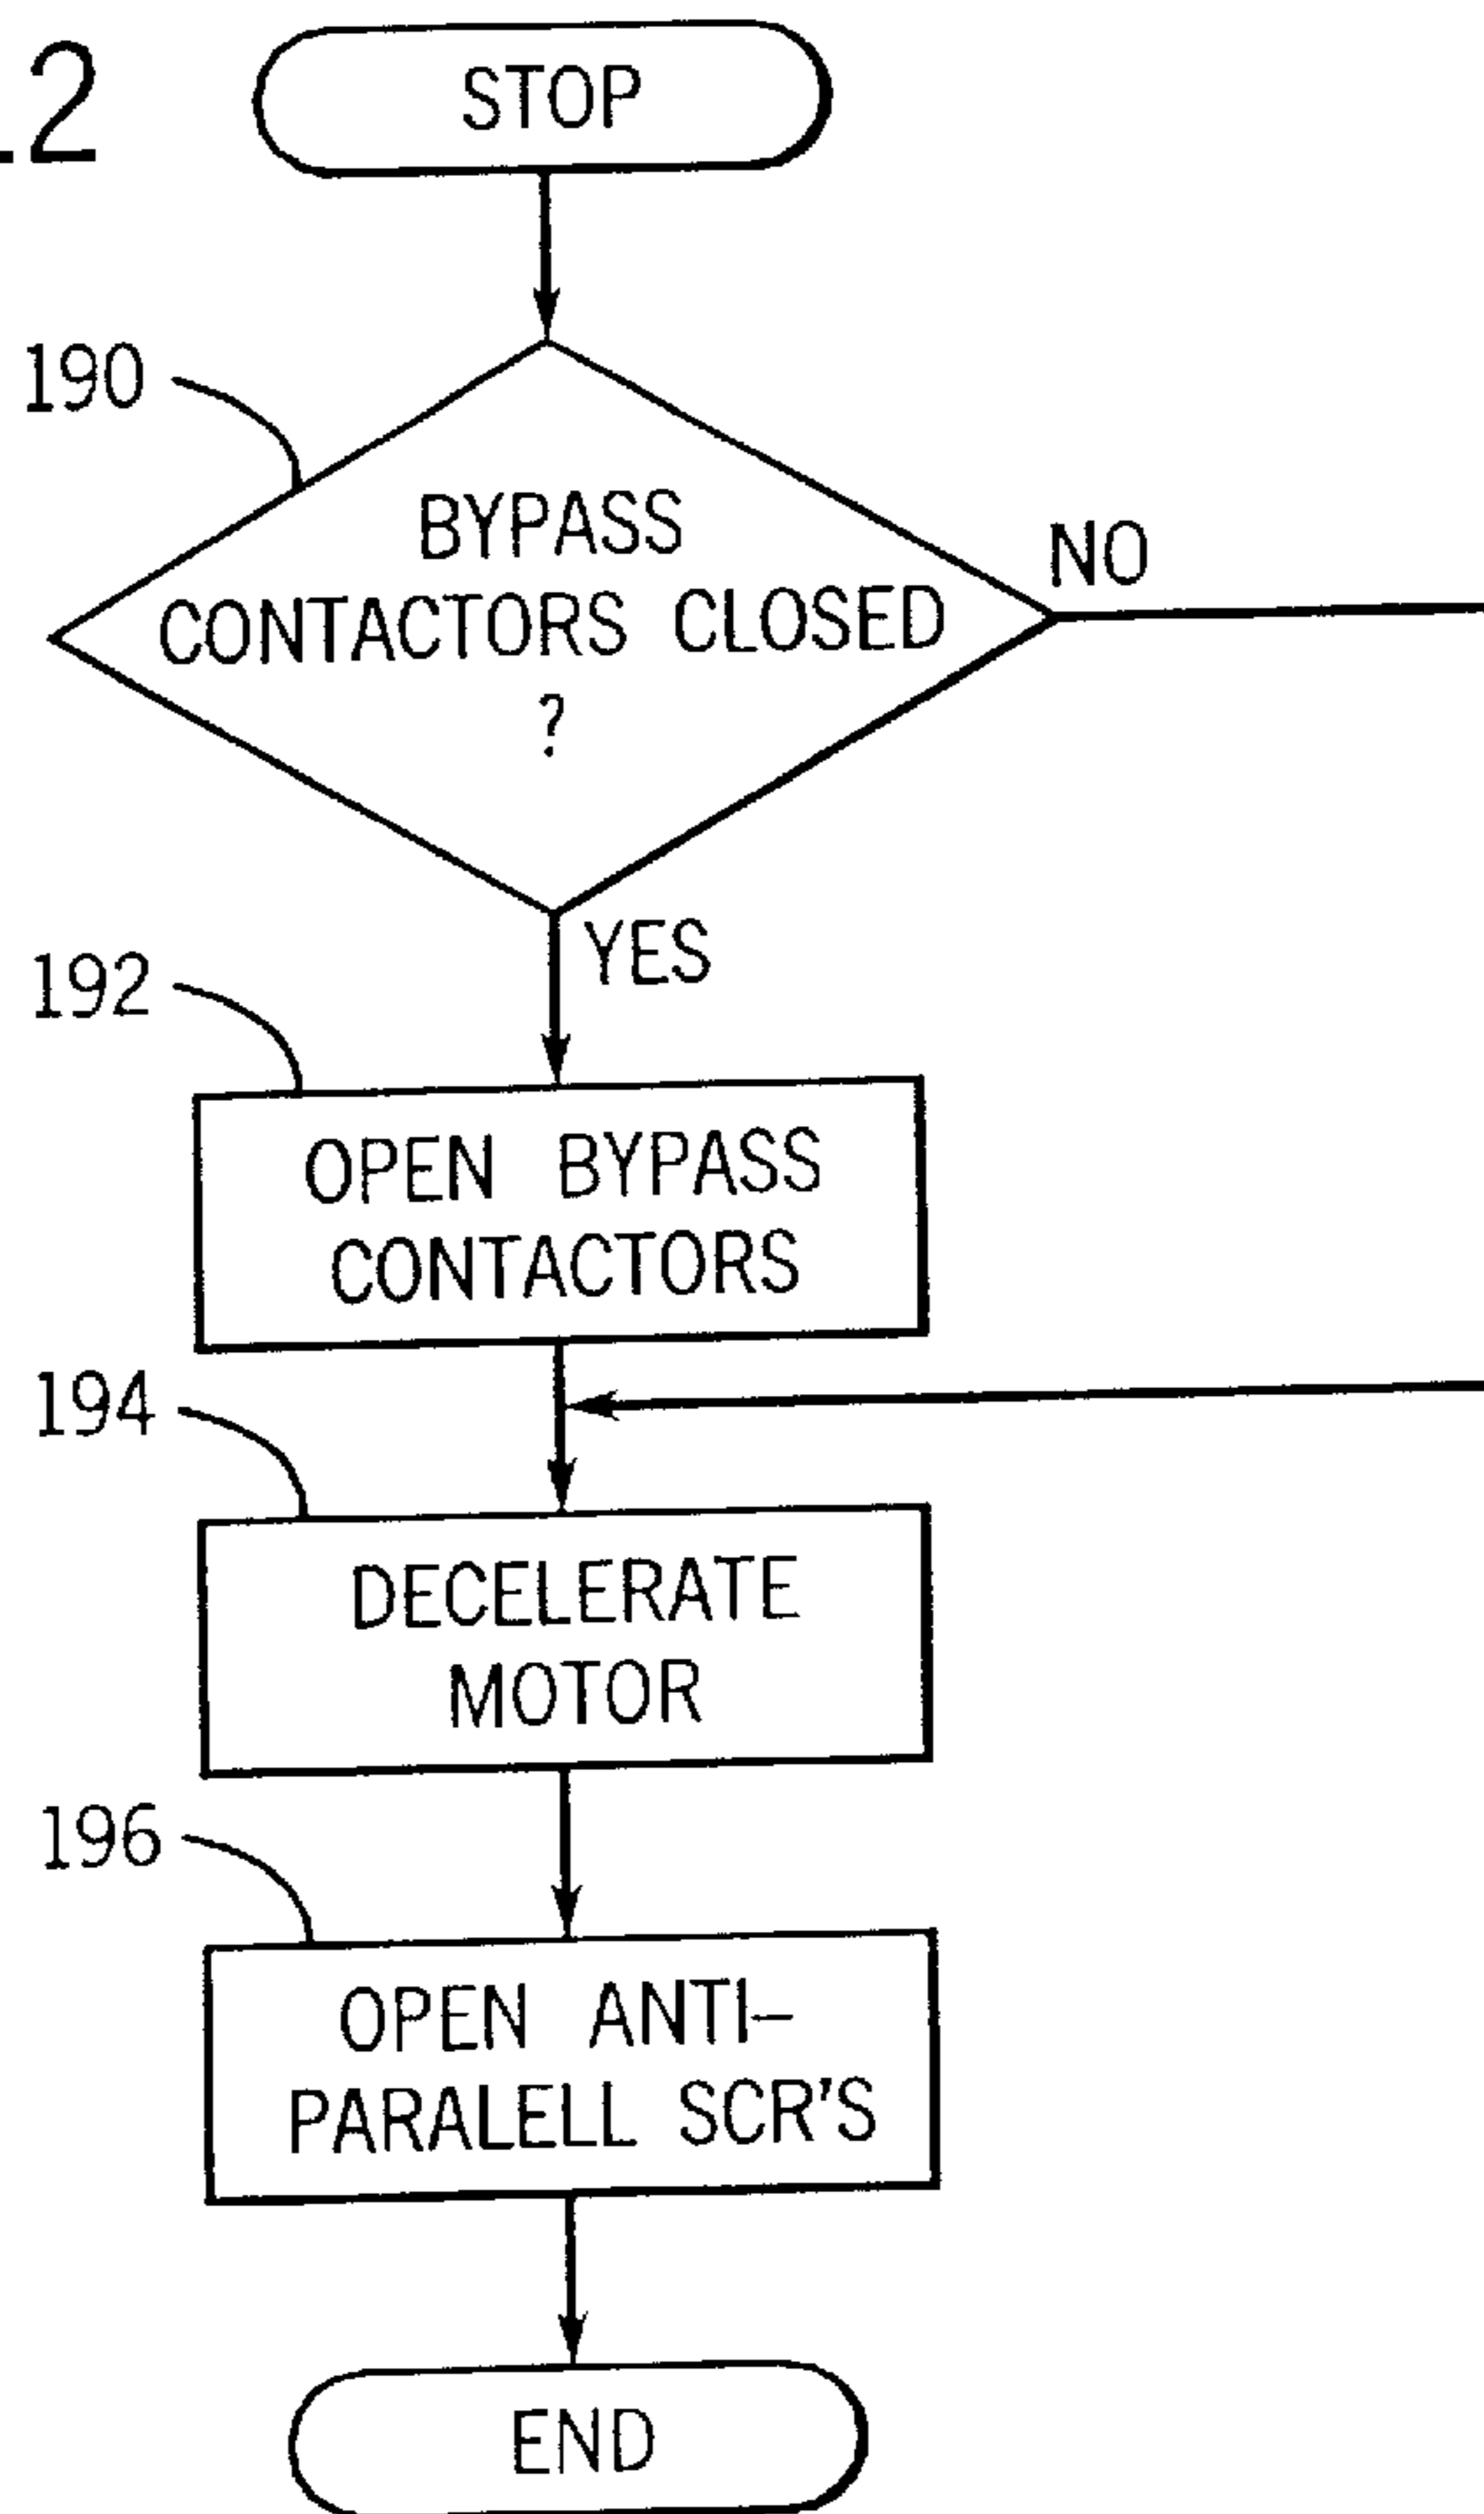 .2
STOP
190
BYPASS
CONTACTORS CLOSED
?
NO
YES
192
OPEN BYPASS
CONTACTORS
194
DECELERATE
MOTOR
196
OPEN ANTI-
PARALELL SCR'S
END